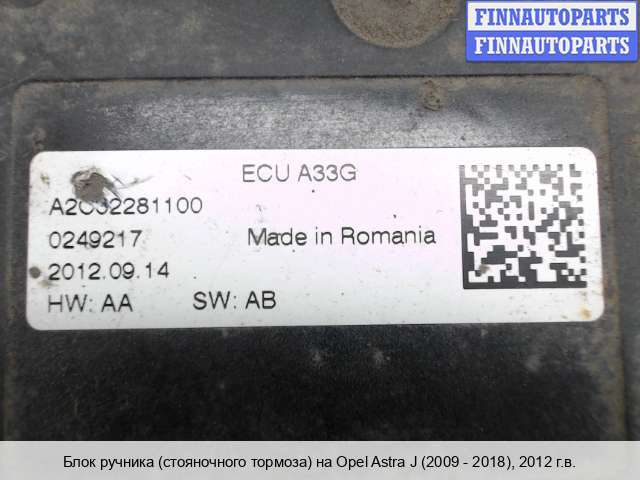 FINNAUTOPARTS
FINNAUTOPARTS
ECU A33G
A2C32281100
0249217
Made in Romania
2012.09.14
HW: AA SW: AB
Блок ручника (стояночного тормоза) на Opel Astra J (2009 - 2018), 2012 г.в.